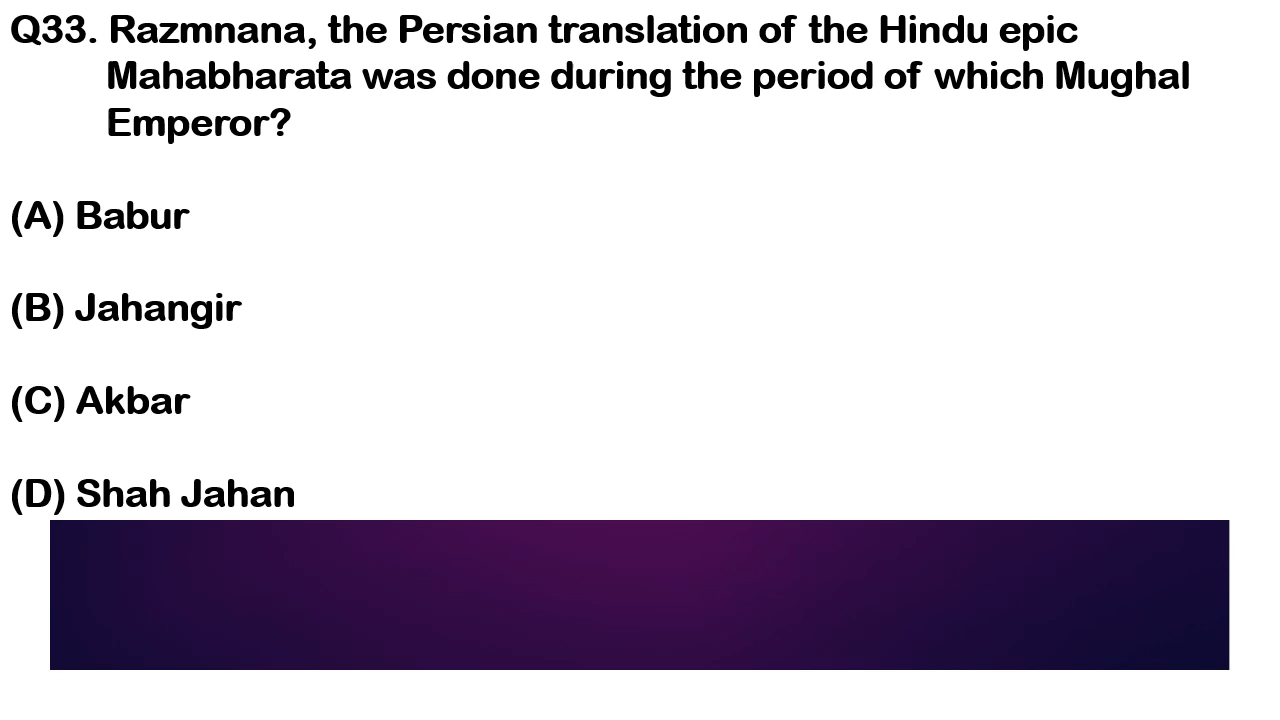 Q33. Razmnana, the Persian translation of the Hindu epic
Mahabharata was done during the period of which Mughal
Emperor?
(A) Babur
(B) Jahangir
(C) Akbar
(D) Shah Jahan